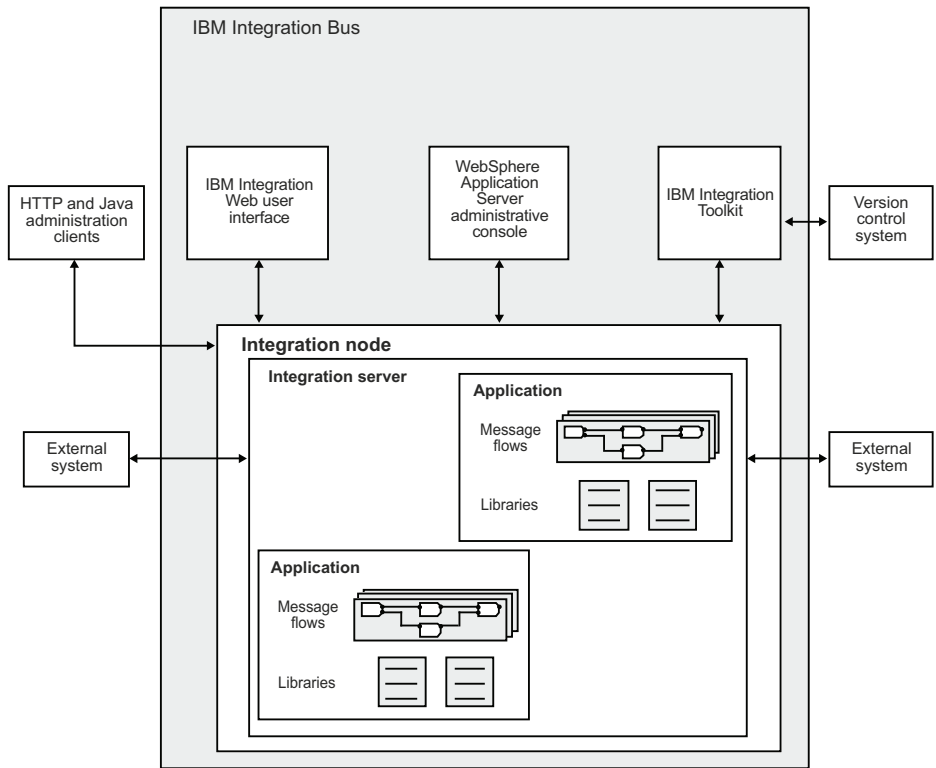 IBM Integration Bus
IBM Integration
Web user
interface
WebSphere
Application
Server
administrative
console
IBM Integration
Toolkit
HTTP and Java
administration
clients
Version
control
system
Integration node
Integration server
Application
Message
flows
Libraries
External
system
External
system
Application
Message
flows
Libraries